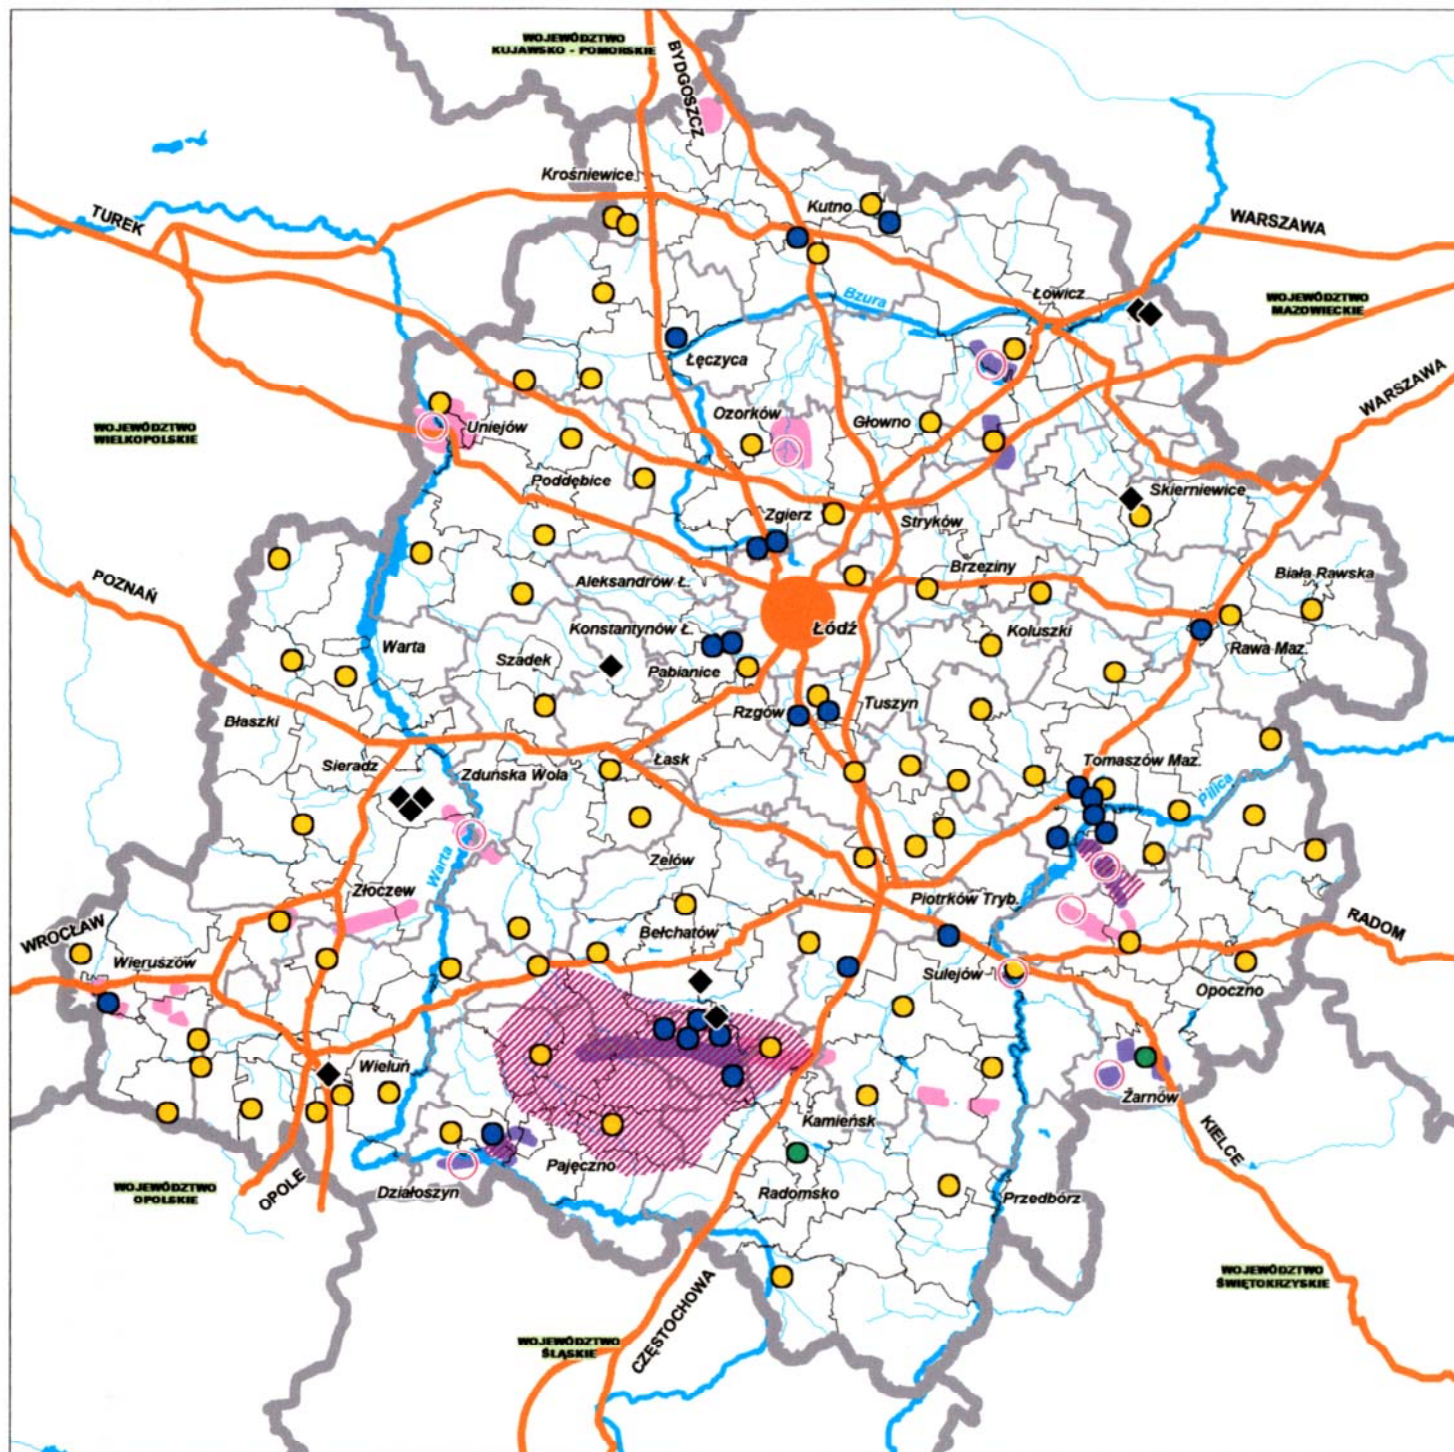 WOJEWÓDZTWO
KUJAWSKO - POMORSKIE
BYDGOSZCZ
Krośniewice
Kutno
TUREK
WARSZAWA
Bzura
Łowicz
WOJEWÓDZTWO
MAZOWIECKIE
Łęczyca
WARSZAWA
Ozorków
Głowno
Uniejów
WOJEWÓDZTWO
WIELKOPOLSKIE
Poddębice
Skierniewice
Zgierz
Stryków
Brzeziny
Biała Rawska
POZNAŃ
Aleksandrów Ł.
Konstantynów Ł.
Łódź
Koluszki
Warta
Szadek
Pabianice
Rawa Maz.
Rzgów
Tuszyn
Błaszki
Sieradz
Zduńska Wola
Łask
Tomaszów Maz.
Pilica
Warta
Zelów
Złoczew
Piotrków Tryb.
WROCŁAW
Bełchatów
RADOM
Wieruszów
Sulejów
Opoczno
Wieluń
Żarnów
Kamieńsk
KIELCE
Pajęczno
Działoszyn
Radomsko
Przedbórz
WOJEWÓDZTWO
OPOLSKIE
OPOLE
WOJEWÓDZTWO
ŚWIĘTOKRZYSKIE
CZĘSTOCHOWA
WOJEWÓDZTWO
ŚLĄSKIE